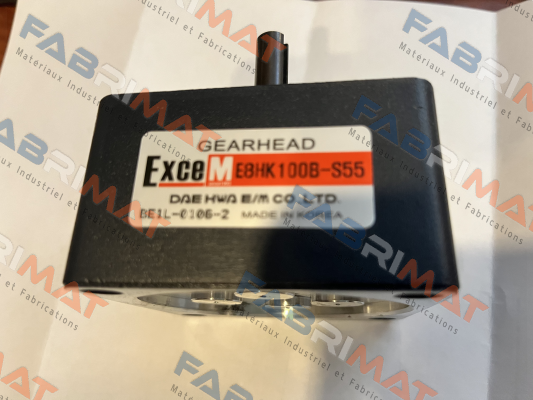 GEARHEAD
ExceM E8HK100B-S55
DAE HWA E/M CO.,LTD.
BE1L-0106-2 MADE IN KOREA
FABRIMAT
Materiaux Industriel et Fabrications